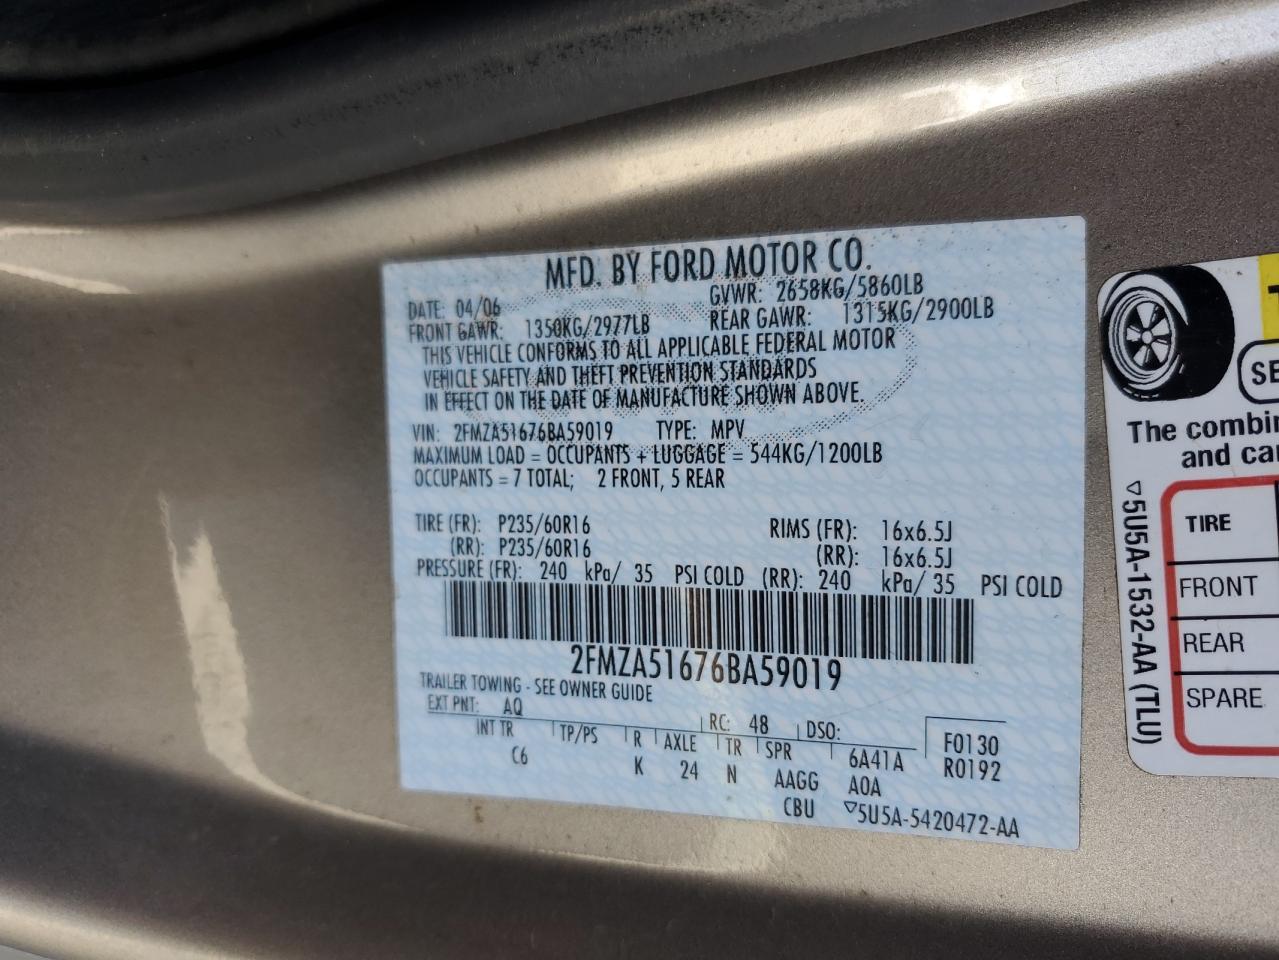 MFD. BY FORD MOTOR CO.
DATE: 04/06 GVWR: 2658KG/5860LB
FRONT GAWR: 1350KG/2977LB REAR GAWR: 1315KG/2900LB
THIS VEHICLE CONFORMS TO ALL APPLICABLE FEDERAL MOTOR
VEHICLE SAFETY AND THEFT PREVENTION STANDARDS
IN EFFECT ON THE DATE OF MANUFACTURE SHOWN ABOVE.
VIN: 2FMZA51676BA59019 TYPE: MPV
MAXIMUM LOAD = OCCUPANTS + LUGGAGE = 544KG/1200LB
OCCUPANTS = 7 TOTAL; 2 FRONT, 5 REAR
TIRE (FR): P235/60R16 RIMS (FR): 16x6.5J
(RR): P235/60R16 (RR): 16x6.5J
PRESSURE (FR): 240 kPa/ 35 PSI COLD (RR): 240 kPa/ 35 PSI COLD
2FMZA51676BA59019
TRAILER TOWING - SEE OWNER GUIDE
EXT PNT: AQ RC: 48 DSO:
INT TR TP/PS R AXLE TR SPR 6A41A F0130
C6 K 24 N AAGG A0A R0192
CBU ▽5U5A-5420472-AA
SE
The combin
and car
TIRE
FRONT
REAR
SPARE
▽5U5A-1532-AA (TLU)